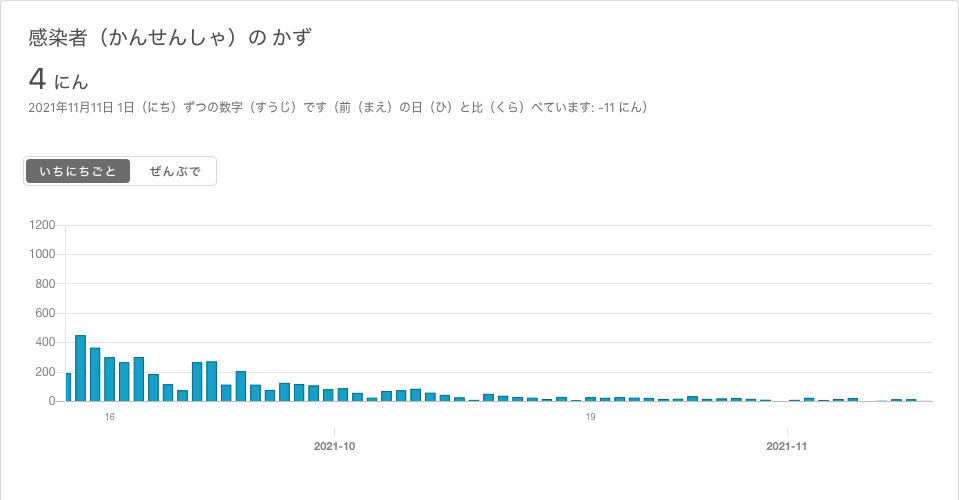 感染者（かんせんしゃ）の かず
4 にん
2021年11月11日 1日（にち）ずつの数字（すうじ）です（前（まえ）の日（ひ）と比（くら）べています: -11 にん）
いちにちごと ぜんぶで
1200
1000
800
600
400
200
0
16 19
2021-10 2021-11